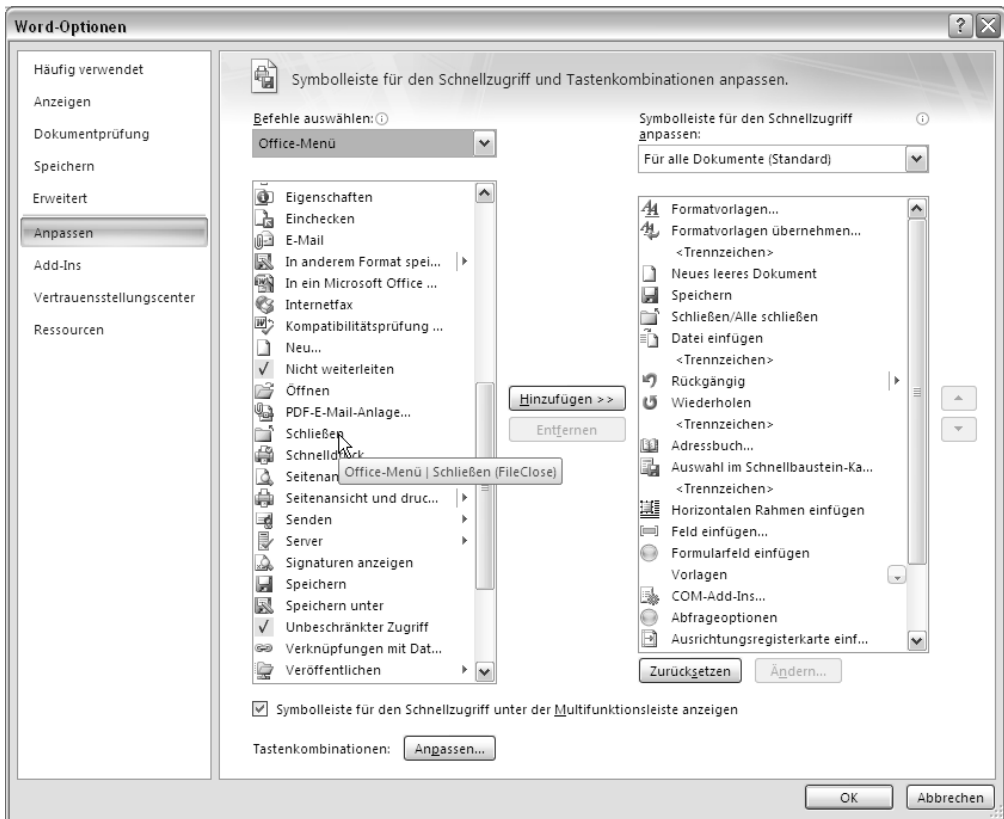 Word-Optionen
Häufig verwendet
Anzeigen
Dokumentprüfung
Speichern
Erweitert
Anpassen
Add-Ins
Vertrauensstellungscenter
Ressourcen
Symbolleiste für den Schnellzugriff und Tastenkombinationen anpassen.
Befehle auswählen:
Office-Menü
Eigenschaften
Einchecken
E-Mail
In anderem Format spei...
In ein Microsoft Office ...
Internetfax
Kompatibilitätsprüfung ...
Neu...
Nicht weiterleiten
Öffnen
PDF-E-Mail-Anlage...
Schließen
Office-Menü | Schließen (FileClose)
Seitenansicht und druc...
Senden
Server
Signaturen anzeigen
Speichern
Speichern unter
Unbeschränkter Zugriff
Verknüpfungen mit Dat...
Veröffentlichen
Hinzufügen >>
Entfernen
Symbolleiste für den Schnellzugriff
anpassen:
Für alle Dokumente (Standard)
Formatvorlagen...
Formatvorlagen übernehmen...
<Trennzeichen>
Neues leeres Dokument
Speichern
Schließen/Alle schließen
Datei einfügen
<Trennzeichen>
Rückgängig
Wiederholen
<Trennzeichen>
Adressbuch...
Auswahl im Schnellbaustein-Ka...
<Trennzeichen>
Horizontalen Rahmen einfügen
Feld einfügen...
Formularfeld einfügen
Vorlagen
COM-Add-Ins...
Abfrageoptionen
Ausrichtungsregisterkarte einf...
Zurücksetzen
Ändern...
Symbolleiste für den Schnellzugriff unter der Multifunktionsleiste anzeigen
Tastenkombinationen:
Anpassen...
OK
Abbrechen